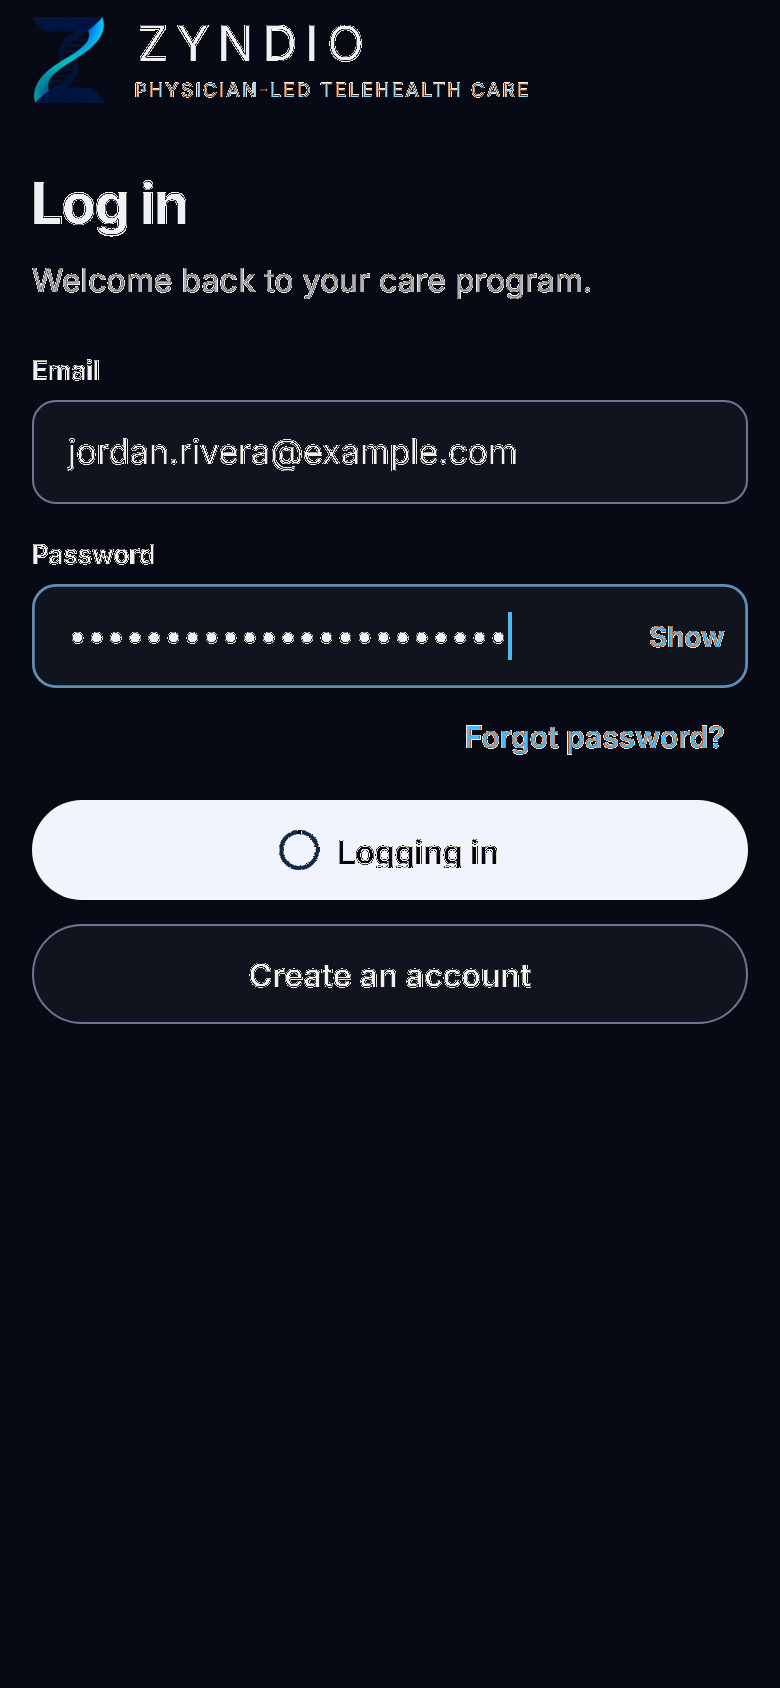 ZYNDIO
PHYSICIAN-LED TELEHEALTH CARE
Log in
Welcome back to your care program.
Email
jordan.rivera@example.com
Password
•••••••••••••••••••••••
Show
Forgot password?
Logging in
Create an account